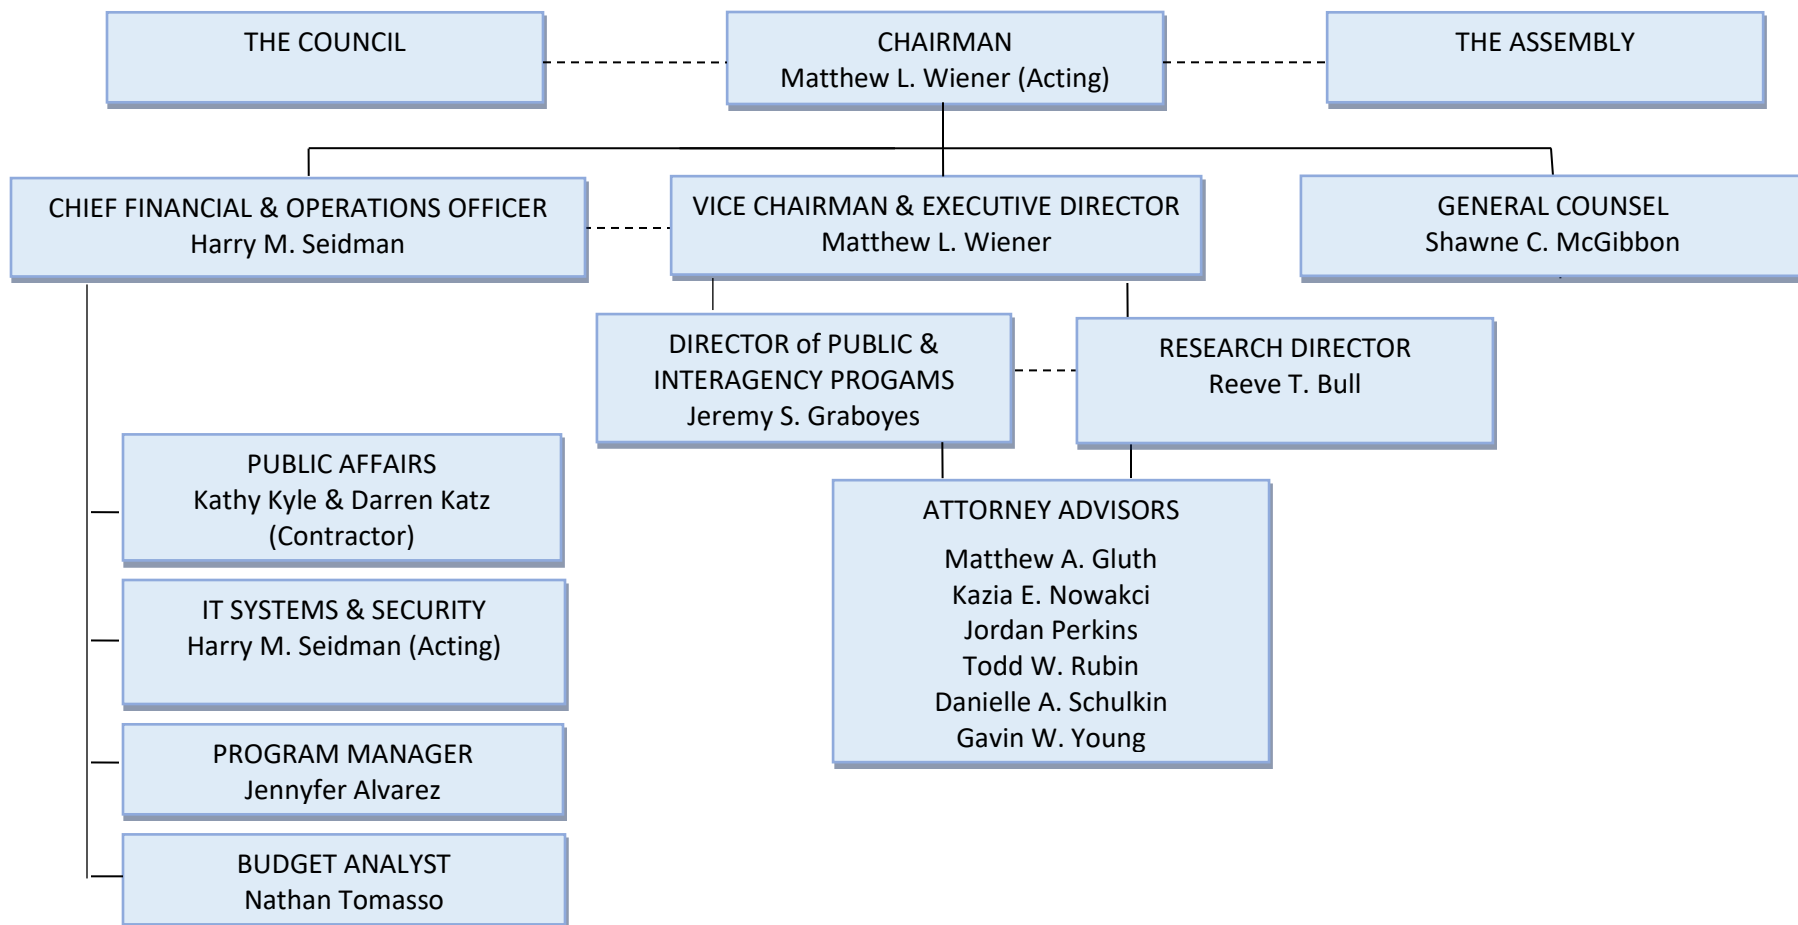 THE COUNCIL
CHAIRMAN
Matthew L. Wiener (Acting)
THE ASSEMBLY
CHIEF FINANCIAL & OPERATIONS OFFICER
Harry M. Seidman
VICE CHAIRMAN & EXECUTIVE DIRECTOR
Matthew L. Wiener
GENERAL COUNSEL
Shawne C. McGibbon
DIRECTOR of PUBLIC &
INTERAGENCY PROGAMS
Jeremy S. Graboyes
RESEARCH DIRECTOR
Reeve T. Bull
PUBLIC AFFAIRS
Kathy Kyle & Darren Katz
(Contractor)
IT SYSTEMS & SECURITY
Harry M. Seidman (Acting)
PROGRAM MANAGER
Jennyfer Alvarez
BUDGET ANALYST
Nathan Tomasso
ATTORNEY ADVISORS
Matthew A. Gluth
Kazia E. Nowakci
Jordan Perkins
Todd W. Rubin
Danielle A. Schulkin
Gavin W. Young